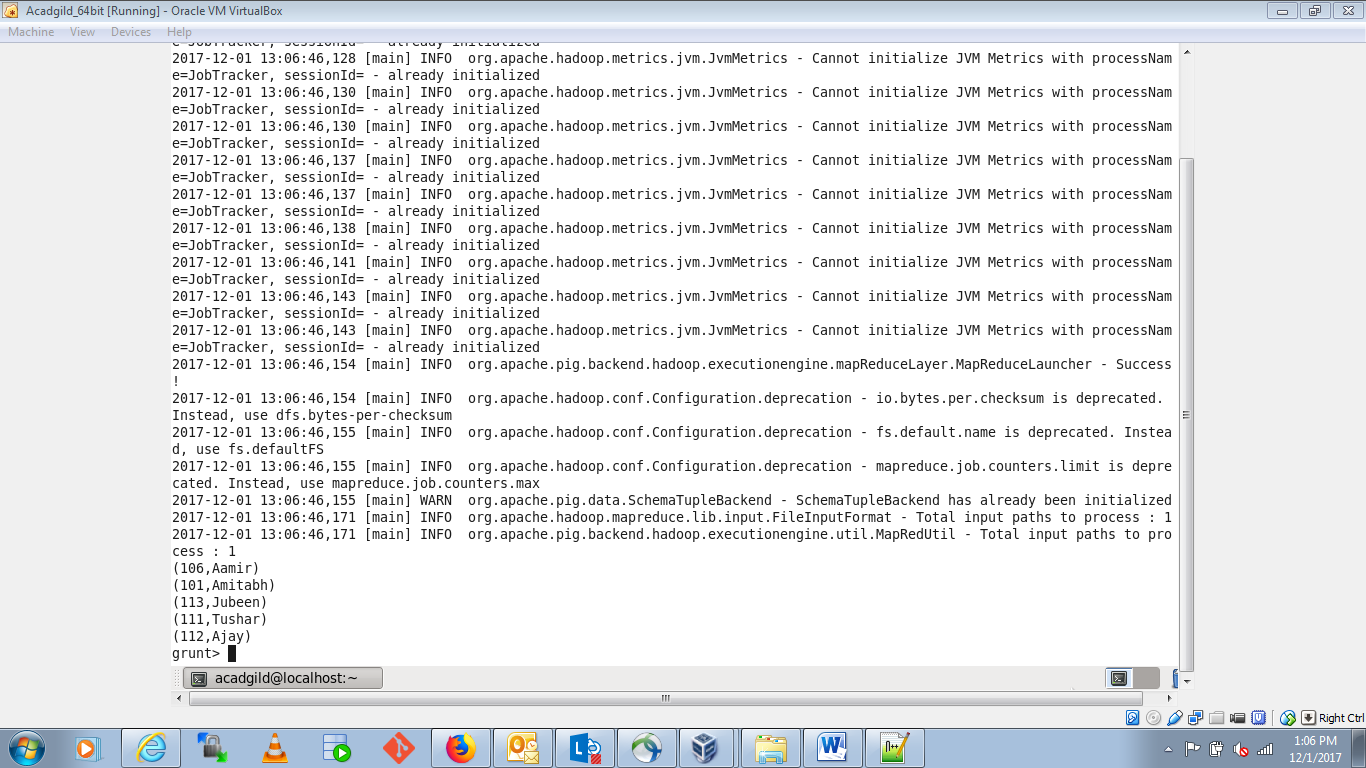 Acadgild_64bit [Running] - Oracle VM VirtualBox
Machine View Devices Help
e=JobTracker, sessionId= - already initialized
2017-12-01 13:06:46,128 [main] INFO  org.apache.hadoop.metrics.jvm.JvmMetrics - Cannot initialize JVM Metrics with processNam
e=JobTracker, sessionId= - already initialized
2017-12-01 13:06:46,130 [main] INFO  org.apache.hadoop.metrics.jvm.JvmMetrics - Cannot initialize JVM Metrics with processNam
e=JobTracker, sessionId= - already initialized
2017-12-01 13:06:46,130 [main] INFO  org.apache.hadoop.metrics.jvm.JvmMetrics - Cannot initialize JVM Metrics with processNam
e=JobTracker, sessionId= - already initialized
2017-12-01 13:06:46,137 [main] INFO  org.apache.hadoop.metrics.jvm.JvmMetrics - Cannot initialize JVM Metrics with processNam
e=JobTracker, sessionId= - already initialized
2017-12-01 13:06:46,137 [main] INFO  org.apache.hadoop.metrics.jvm.JvmMetrics - Cannot initialize JVM Metrics with processNam
e=JobTracker, sessionId= - already initialized
2017-12-01 13:06:46,138 [main] INFO  org.apache.hadoop.metrics.jvm.JvmMetrics - Cannot initialize JVM Metrics with processNam
e=JobTracker, sessionId= - already initialized
2017-12-01 13:06:46,141 [main] INFO  org.apache.hadoop.metrics.jvm.JvmMetrics - Cannot initialize JVM Metrics with processNam
e=JobTracker, sessionId= - already initialized
2017-12-01 13:06:46,143 [main] INFO  org.apache.hadoop.metrics.jvm.JvmMetrics - Cannot initialize JVM Metrics with processNam
e=JobTracker, sessionId= - already initialized
2017-12-01 13:06:46,143 [main] INFO  org.apache.hadoop.metrics.jvm.JvmMetrics - Cannot initialize JVM Metrics with processNam
e=JobTracker, sessionId= - already initialized
2017-12-01 13:06:46,154 [main] INFO  org.apache.pig.backend.hadoop.executionengine.mapReduceLayer.MapReduceLauncher - Success
!
2017-12-01 13:06:46,154 [main] INFO  org.apache.hadoop.conf.Configuration.deprecation - io.bytes.per.checksum is deprecated.
Instead, use dfs.bytes-per-checksum
2017-12-01 13:06:46,155 [main] INFO  org.apache.hadoop.conf.Configuration.deprecation - fs.default.name is deprecated. Instea
d, use fs.defaultFS
2017-12-01 13:06:46,155 [main] INFO  org.apache.hadoop.conf.Configuration.deprecation - mapreduce.job.counters.limit is depre
cated. Instead, use mapreduce.job.counters.max
2017-12-01 13:06:46,155 [main] WARN  org.apache.pig.data.SchemaTupleBackend - SchemaTupleBackend has already been initialized
2017-12-01 13:06:46,171 [main] INFO  org.apache.hadoop.mapreduce.lib.input.FileInputFormat - Total input paths to process : 1
2017-12-01 13:06:46,171 [main] INFO  org.apache.pig.backend.hadoop.executionengine.util.MapRedUtil - Total input paths to pro
cess : 1
(106,Aamir)
(101,Amitabh)
(113,Jubeen)
(111,Tushar)
(112,Ajay)
grunt>
acadgild@localhost:~
Right Ctrl
1:06 PM
12/1/2017